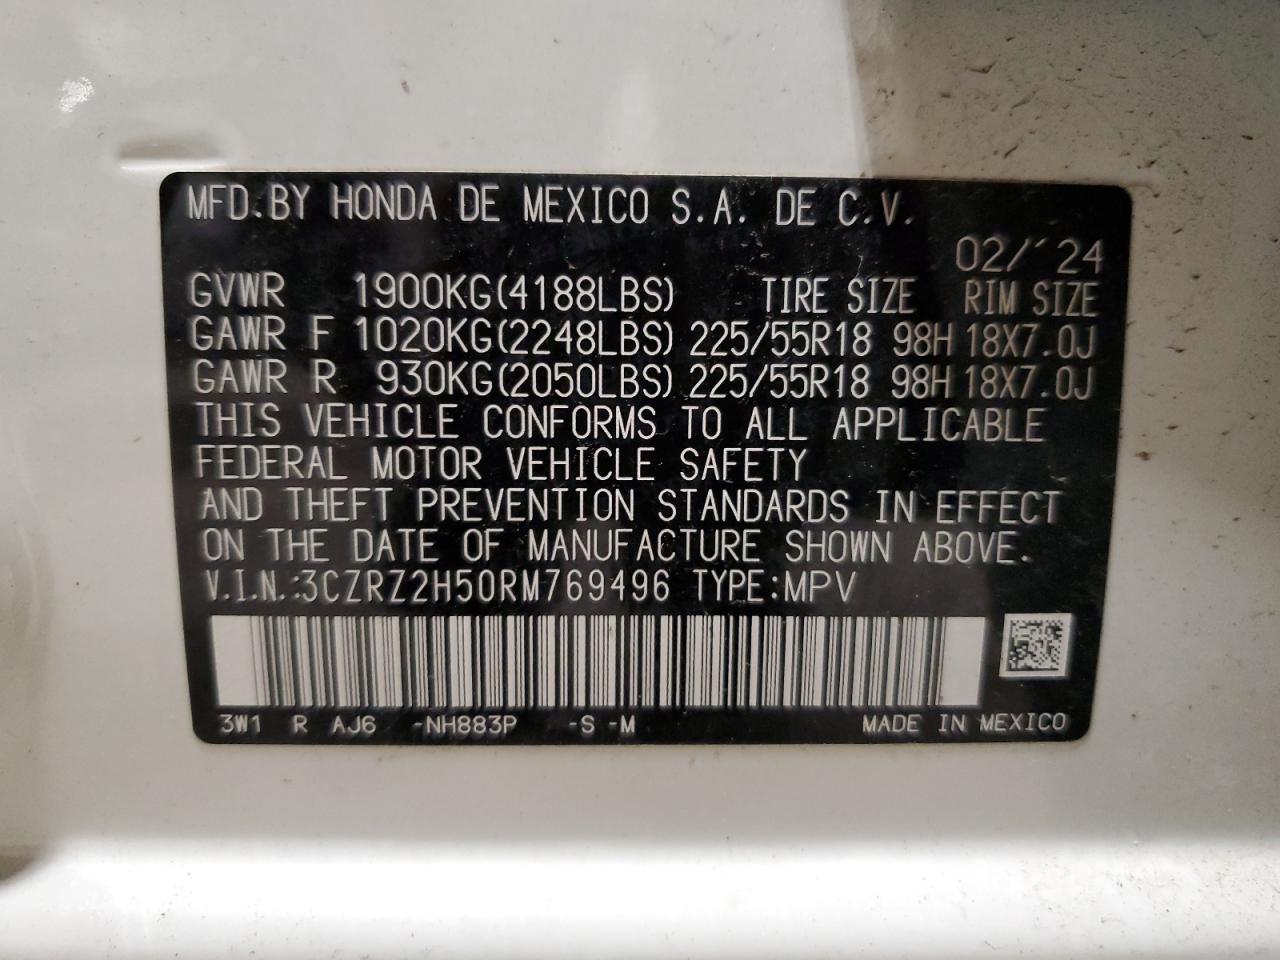 MFD.BY HONDA DE MEXICO S.A. DE C.V.
02/'24
GVWR 1900KG(4188LBS) TIRE SIZE RIM SIZE
GAWR F 1020KG(2248LBS) 225/55R18 98H 18X7.0J
GAWR R 930KG(2050LBS) 225/55R18 98H 18X7.0J
THIS VEHICLE CONFORMS TO ALL APPLICABLE
FEDERAL MOTOR VEHICLE SAFETY
AND THEFT PREVENTION STANDARDS IN EFFECT
ON THE DATE OF MANUFACTURE SHOWN ABOVE.
V.I.N.:3CZRZ2H50RM769496 TYPE:MPV
3W1 R AJ6 -NH883P -S -M MADE IN MEXICO